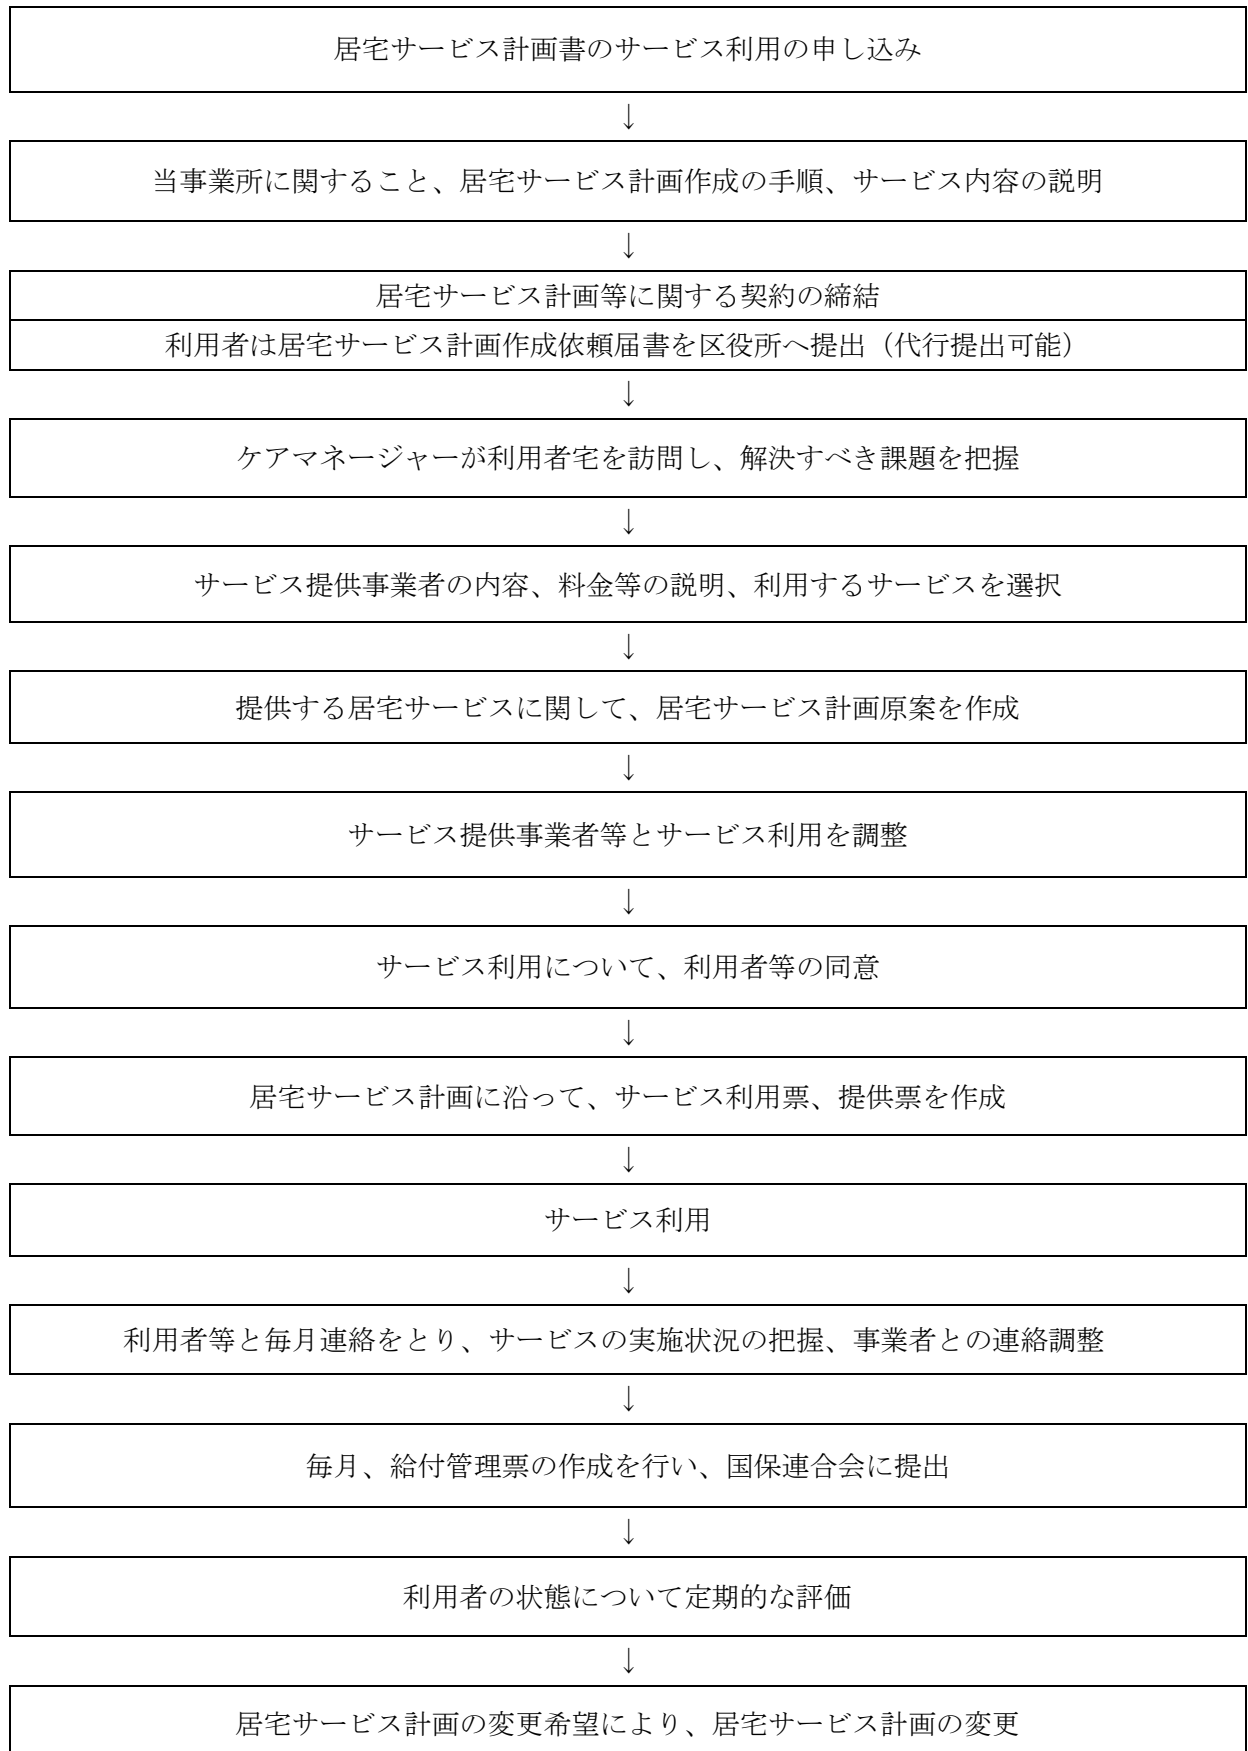 居宅サービス計画書のサービス利用の申し込み
↓
当事業所に関すること、居宅サービス計画作成の手順、サービス内容の説明
↓
居宅サービス計画等に関する契約の締結
利用者は居宅サービス計画作成依頼届書を区役所へ提出（代行提出可能）
↓
ケアマネージャーが利用者宅を訪問し、解決すべき課題を把握
↓
サービス提供事業者の内容、料金等の説明、利用するサービスを選択
↓
提供する居宅サービスに関して、居宅サービス計画原案を作成
↓
サービス提供事業者等とサービス利用を調整
↓
サービス利用について、利用者等の同意
↓
居宅サービス計画に沿って、サービス利用票、提供票を作成
↓
サービス利用
↓
利用者等と毎月連絡をとり、サービスの実施状況の把握、事業者との連絡調整
↓
毎月、給付管理票の作成を行い、国保連合会に提出
↓
利用者の状態について定期的な評価
↓
居宅サービス計画の変更希望により、居宅サービス計画の変更